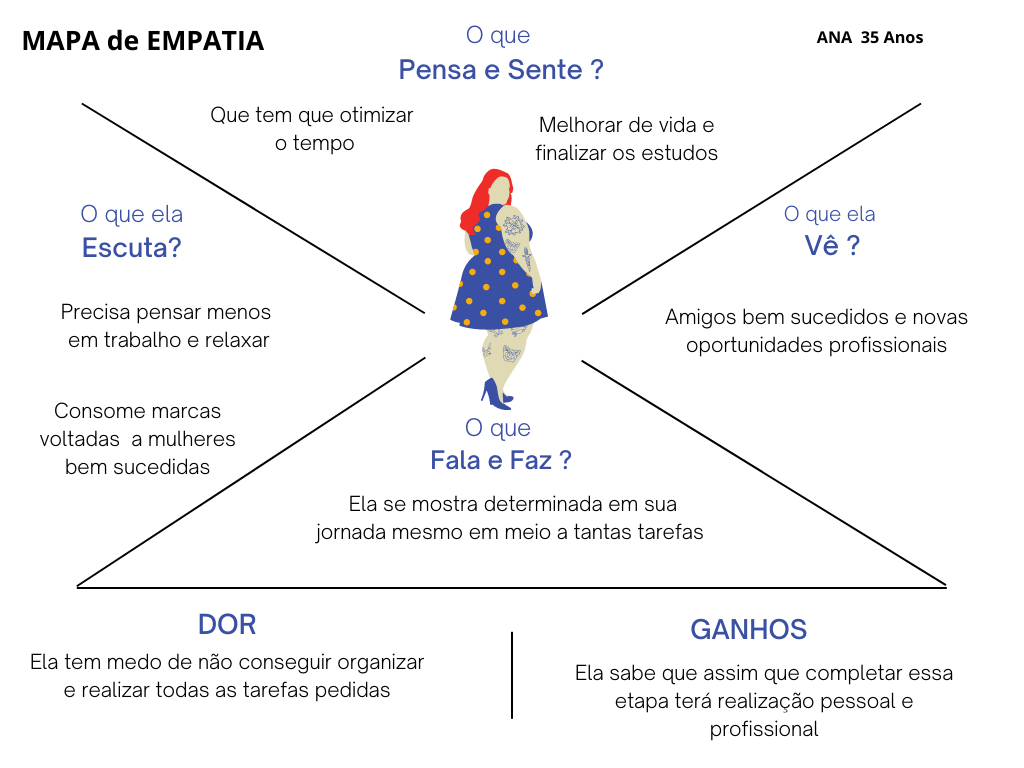 MAPA de EMPATIA
O que
Pensa e Sente ?
ANA 35 Anos
Que tem que otimizar
o tempo
Melhorar de vida e
finalizar os estudos
O que ela
Escuta?
Precisa pensar menos
em trabalho e relaxar
Consome marcas
voltadas a mulheres
bem sucedidas
O que ela
Vê ?
Amigos bem sucedidos e novas
oportunidades profissionais
O que
Fala e Faz ?
Ela se mostra determinada em sua
jornada mesmo em meio a tantas tarefas
DOR
Ela tem medo de não conseguir organizar
e realizar todas as tarefas pedidas
GANHOS
Ela sabe que assim que completar essa
etapa terá realização pessoal e
profissional